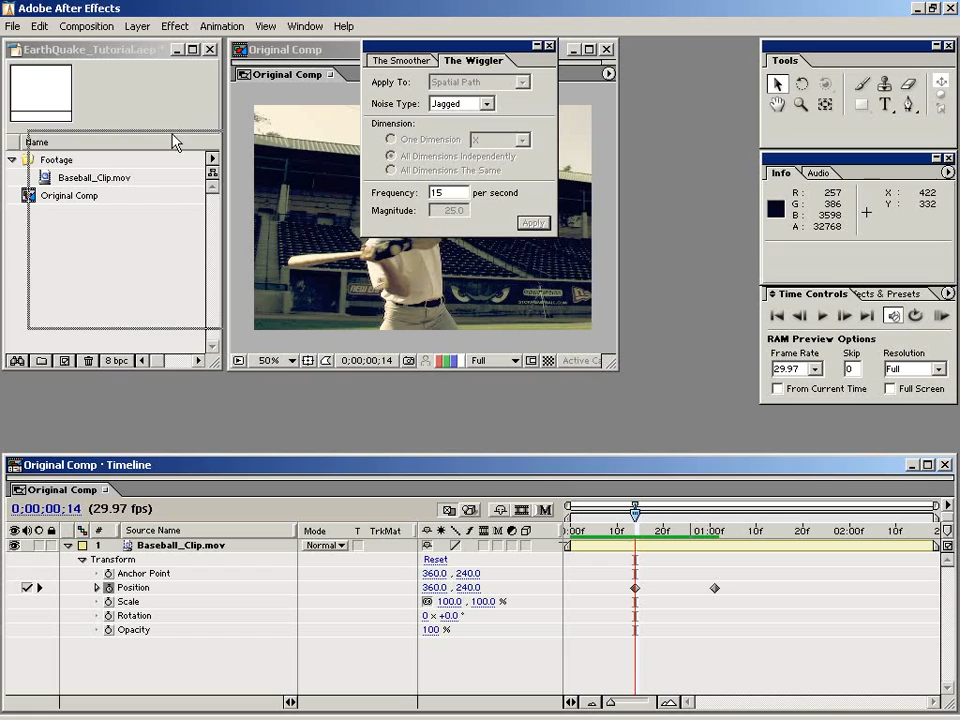 Adobe After Effects
File Edit Composition Layer Effect Animation View Window Help
EarthQuake_Tutorial.aep *
Name
Footage
Baseball_Clip.mov
Original Comp
8 bpc
Original Comp
Original Comp
50% 0;00;00;14 Full Active Ca
The Smoother The Wiggler
Apply To: Spatial Path
Noise Type: Jagged
Dimension:
One Dimension X
All Dimensions Independently
All Dimensions The Same
Frequency: 15 per second
Magnitude: 25.0
Apply
Tools
T
Info Audio
R: 257 X: 422
G: 386 Y: 332
B: 3598
A: 32768
Time Controls ects & Presets
RAM Preview Options
Frame Rate Skip Resolution
29.97 0 Full
From Current Time Full Screen
Original Comp · Timeline
Original Comp
0;00;00;14 (29.97 fps)
M
# Source Name Mode T TrkMat
:00f 10f 20f 01:00f 10f 20f 02:00f 10f 2
1 Baseball_Clip.mov Normal
Transform Reset
Anchor Point 360.0, 240.0
Position 360.0, 240.0
Scale 100.0, 100.0 %
Rotation 0 x +0.0 °
Opacity 100 %